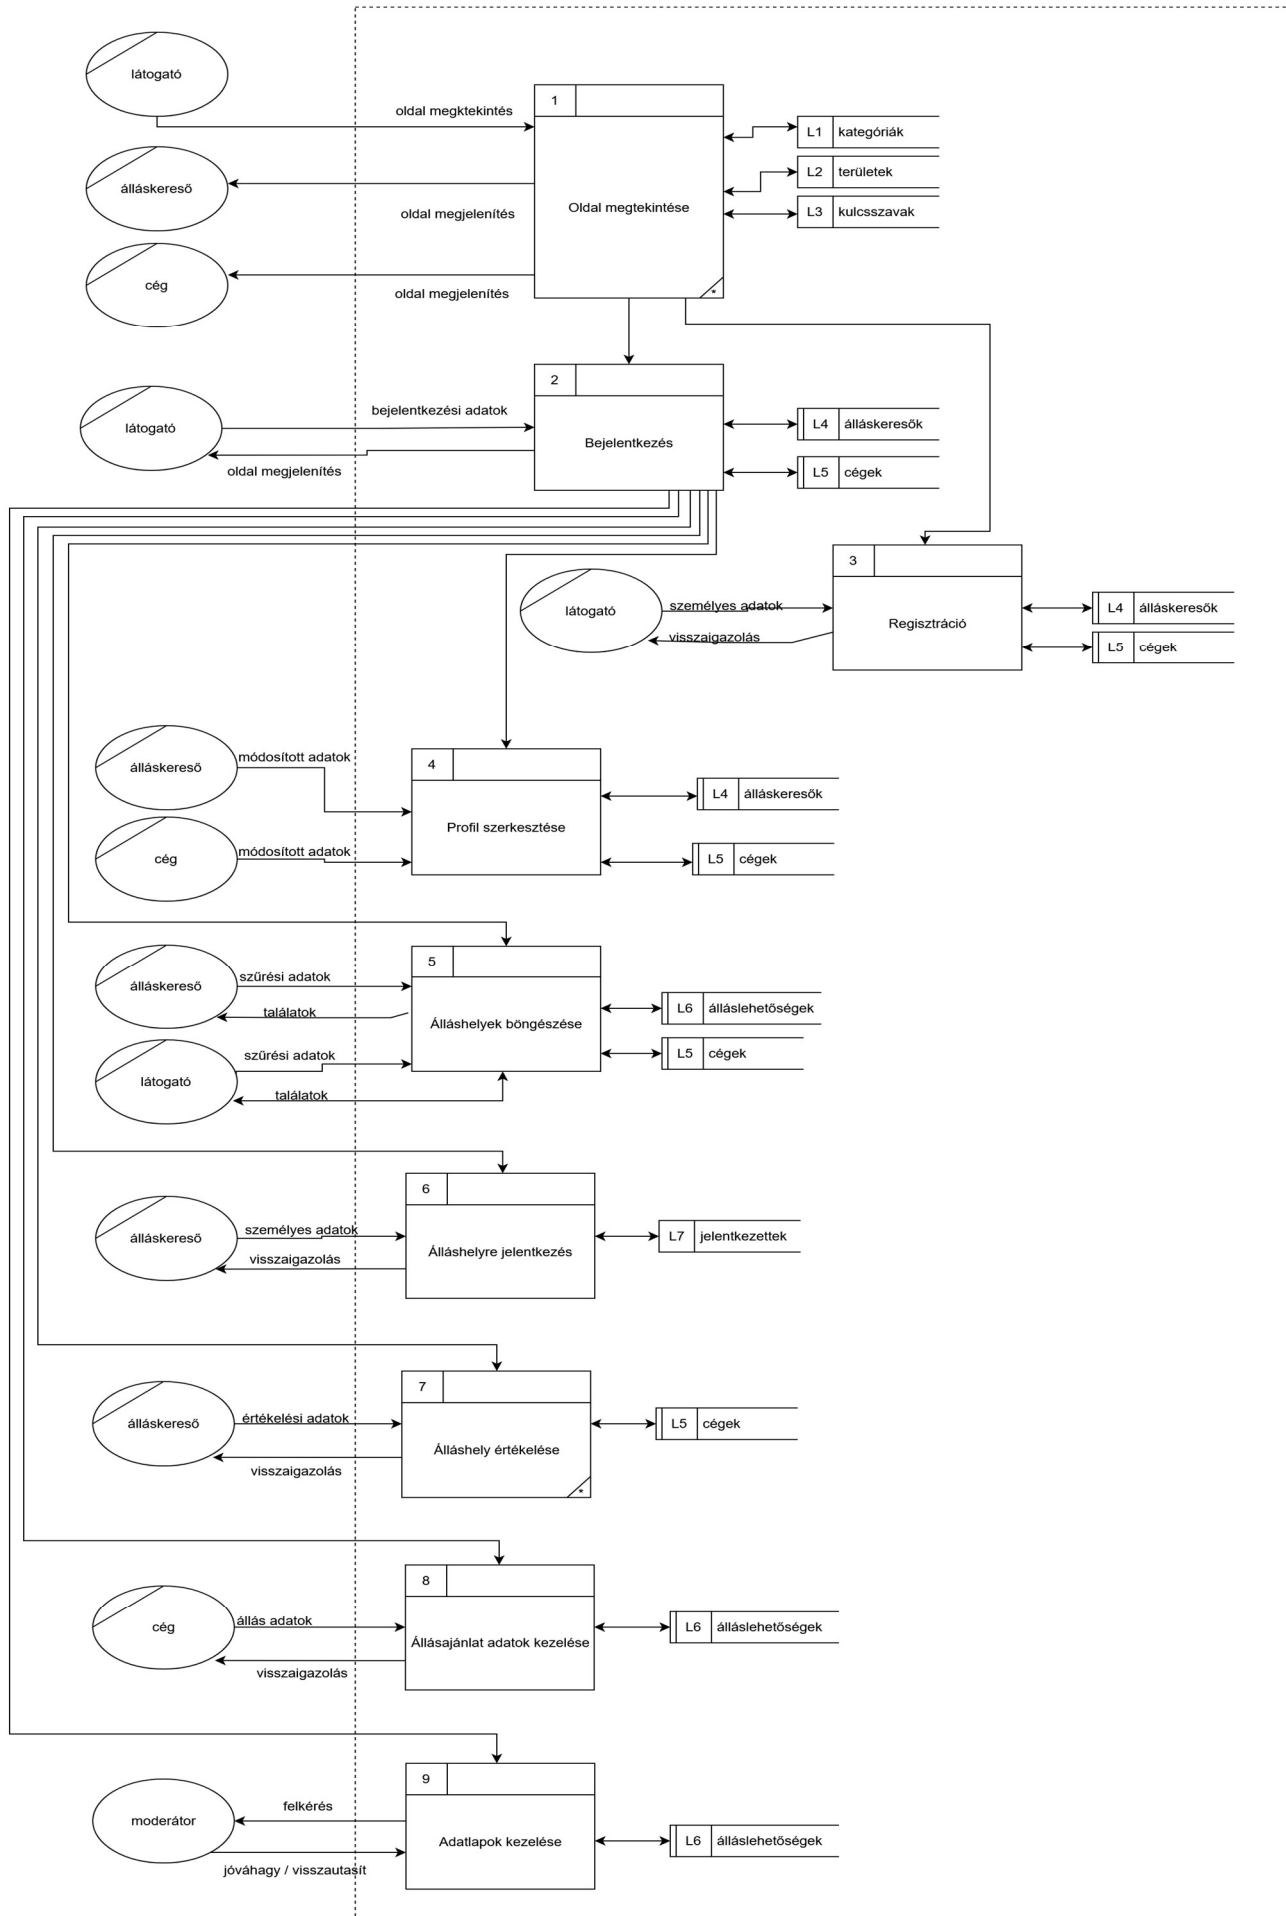 látogató
1
oldal megktekintés
L1 kategóriák
L2 területek
álláskereső
Oldal megtekintése
L3 kulcsszavak
oldal megjelenítés
cég
*
oldal megjelenítés
2
bejelentkezési adatok
L4 álláskeresők
látogató
Bejelentkezés
oldal megjelenítés
L5 cégek
3
személyes adatok
L4 álláskeresők
látogató
Regisztráció
visszaigazolás
L5 cégek
módosított adatok
4
álláskereső
L4 álláskeresők
Profil szerkesztése
módosított adatok
cég
L5 cégek
5
szűrési adatok
álláskereső
L6 álláslehetőségek
találatok
Álláshelyek böngészése
szűrési adatok
L5 cégek
látogató
találatok
6
személyes adatok
álláskereső
L7 jelentkezettek
Álláshelyre jelentkezés
visszaigazolás
7
értékelési adatok
álláskereső
L5 cégek
Álláshely értékelése
visszaigazolás
*
8
állás adatok
cég
L6 álláslehetőségek
Állásajánlat adatok kezelése
visszaigazolás
9
felkérés
moderátor
Adatlapok kezelése
L6 álláslehetőségek
jóváhagy / visszautasít